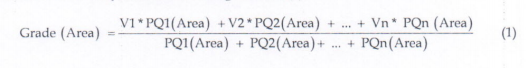 Grade (Area) = V1* PQ1(Area) +V2*PQ2(Area) + ... + Vn* PQn (Area) (1)
PQ1(Area) + PQ2(Area)+ ... + PQn(Area)